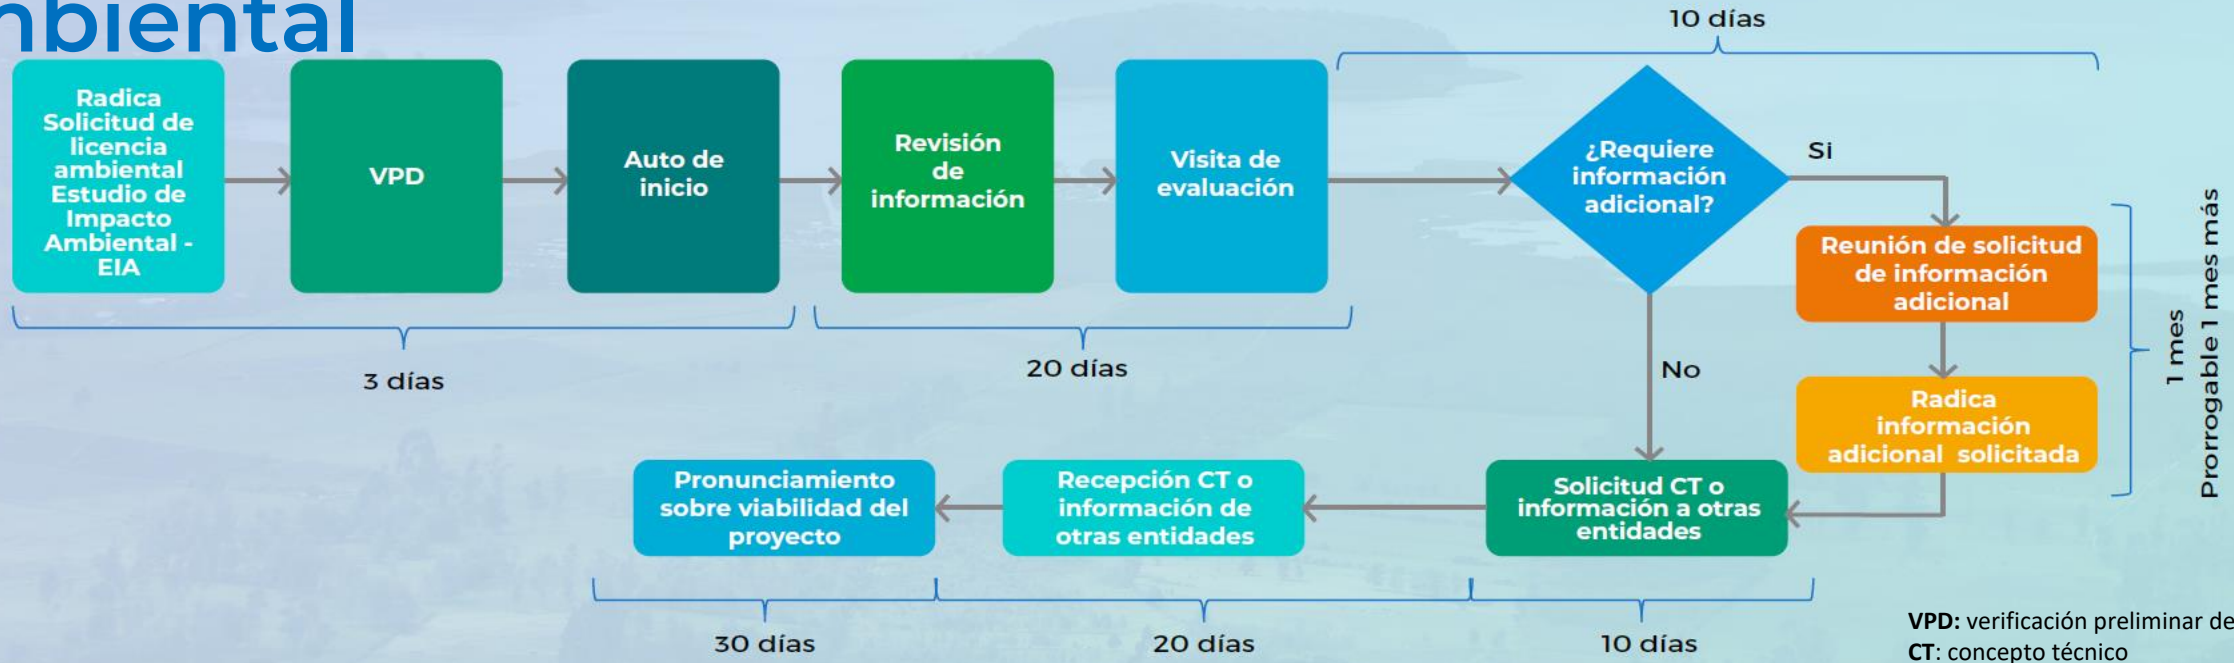 10 días
Radica
Solicitud de
licencia
ambiental
Estudio de
Impacto
Ambiental -
EIA
VPD
Auto de
inicio
Revisión
de
información
Visita de
evaluación
¿Requiere
información
adicional?
Si
Reunión de solicitud
de información
adicional
1 mes
Prorrogable 1 mes más
3 días
20 días
No
Radica
información
adicional solicitada
Pronunciamiento
sobre viabilidad del
proyecto
Recepción CT o
información de
otras entidades
Solicitud CT o
información a otras
entidades
30 días
20 días
10 días
VPD: verificación preliminar de
CT: concepto técnico